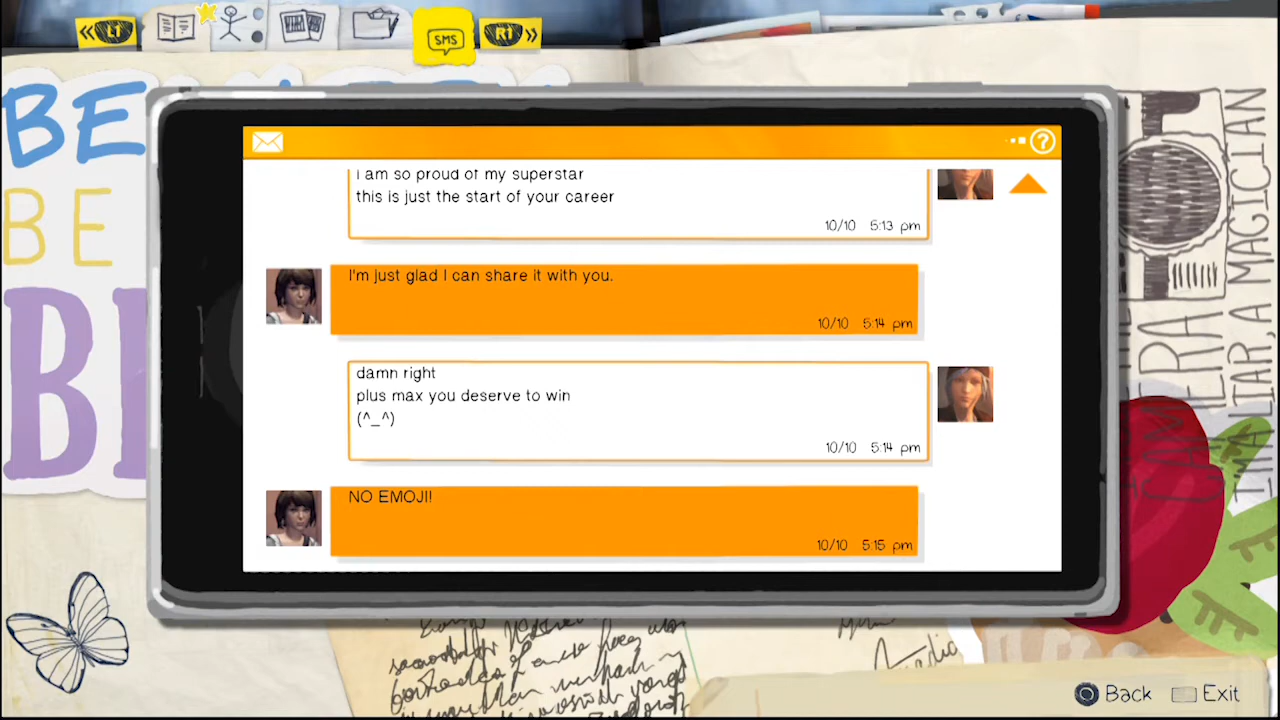 L1
SMS
R1
BE
BE
i am so proud of my superstar
this is just the start of your career
10/10 5:13 pm
I'm just glad I can share it with you.
10/10 5:14 pm
damn right
plus max you deserve to win
(^_^)
10/10 5:14 pm
NO EMOJI!
10/10 5:15 pm
CAMERA
I'M A LIAR, A MAGICIAN
Back
Exit